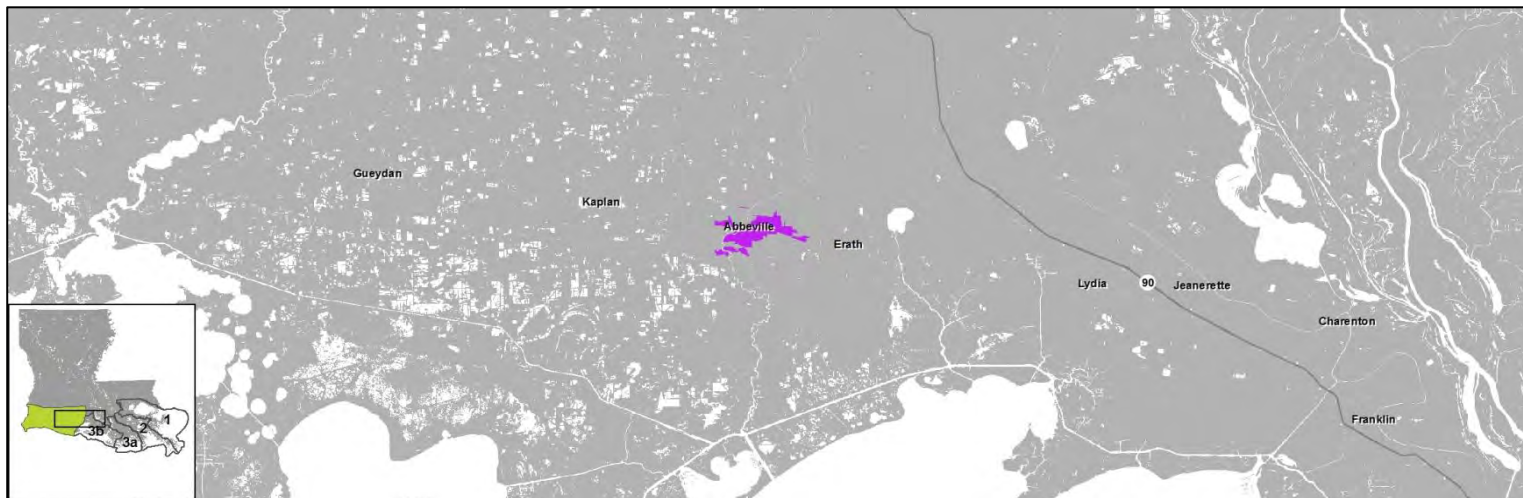 Gueydan
Kaplan
Abbeville
Erath
Lydia
90
Jeanerette
Charenton
Franklin
1
2
3b
3a